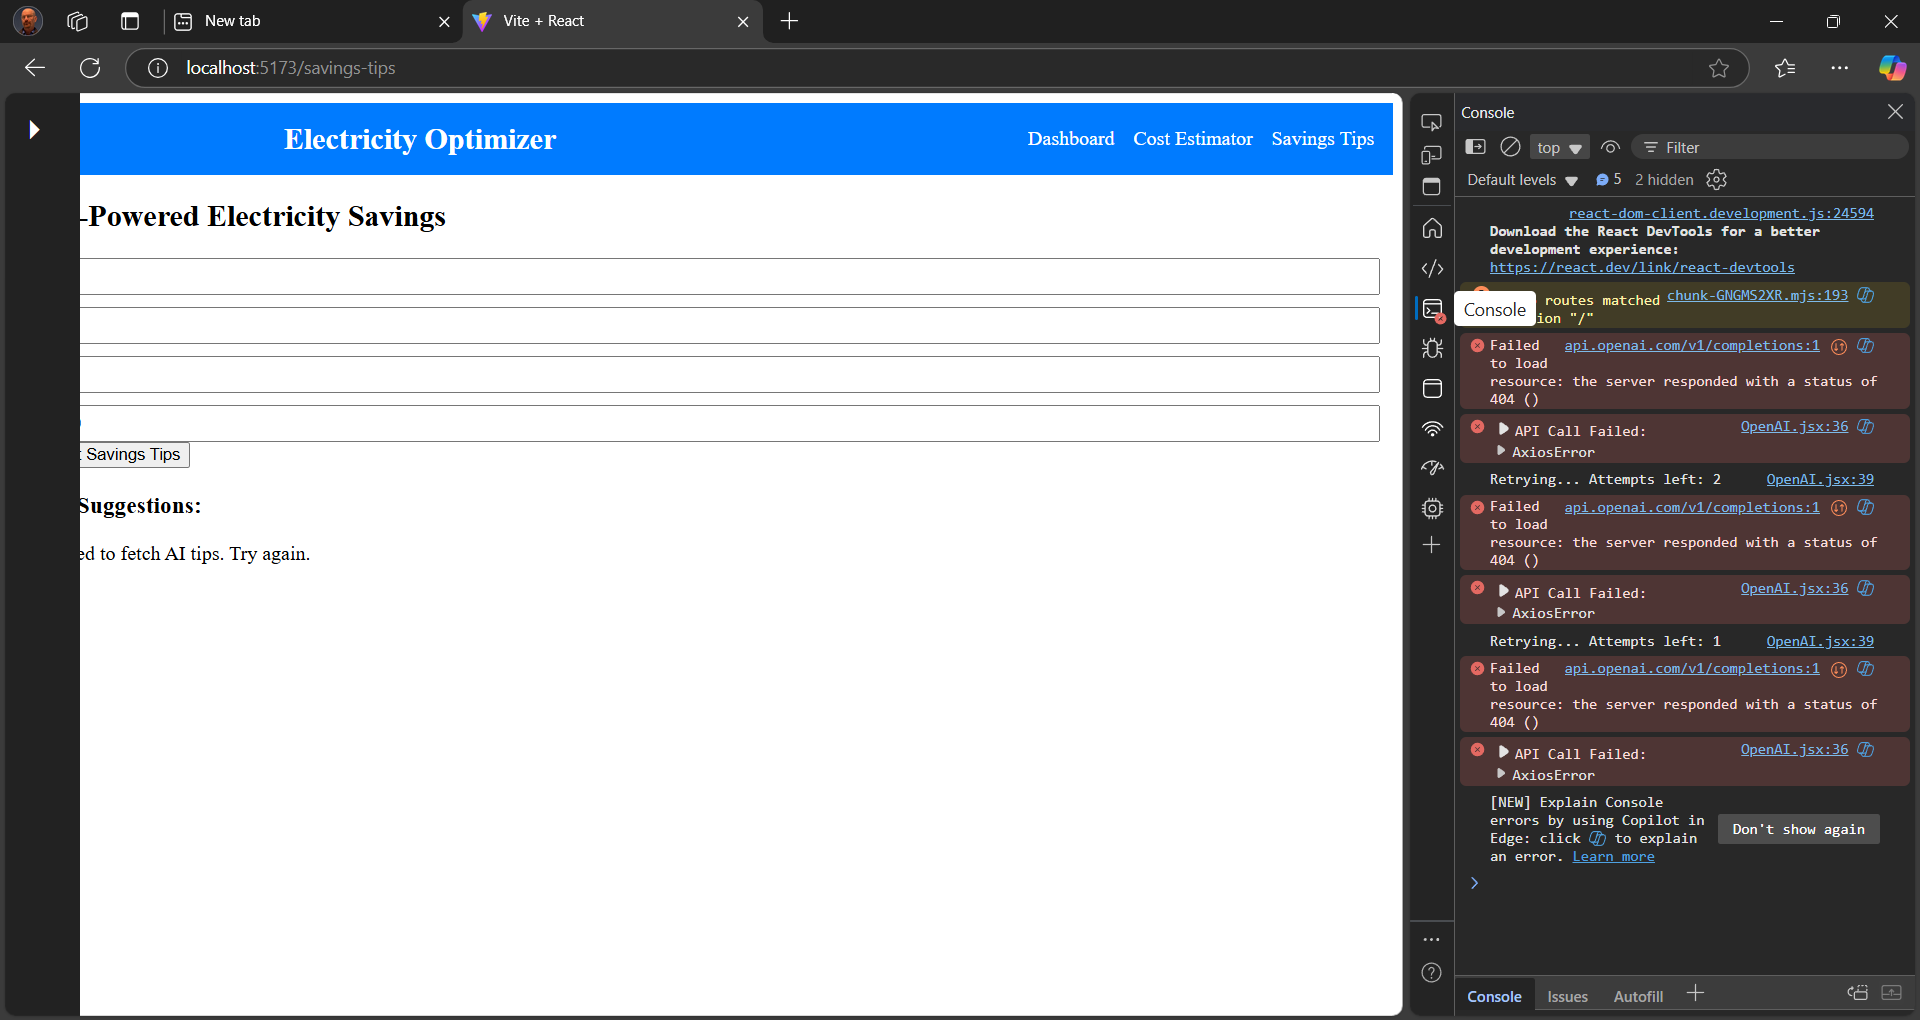 New tab
Vite + React
localhost:5173/savings-tips
Electricity Optimizer
Dashboard
Cost Estimator
Savings Tips
-Powered Electricity Savings
Savings Tips
Suggestions:
ed to fetch AI tips. Try again.
Console
top
Filter
Default levels
5
2 hidden
react-dom-client.development.js:24594
Download the React DevTools for a better
development experience:
https://react.dev/link/react-devtools
routes matched chunk-GNGMS2XR.mjs:193
ion "/"
Console
Failed api.openai.com/v1/completions:1
to load
resource: the server responded with a status of
404 ()
API Call Failed: OpenAI.jsx:36
AxiosError
Retrying... Attempts left: 2 OpenAI.jsx:39
Failed api.openai.com/v1/completions:1
to load
resource: the server responded with a status of
404 ()
API Call Failed: OpenAI.jsx:36
AxiosError
Retrying... Attempts left: 1 OpenAI.jsx:39
Failed api.openai.com/v1/completions:1
to load
resource: the server responded with a status of
404 ()
API Call Failed: OpenAI.jsx:36
AxiosError
[NEW] Explain Console
errors by using Copilot in
Edge: click to explain
an error. Learn more
Don't show again
Console
Issues
Autofill